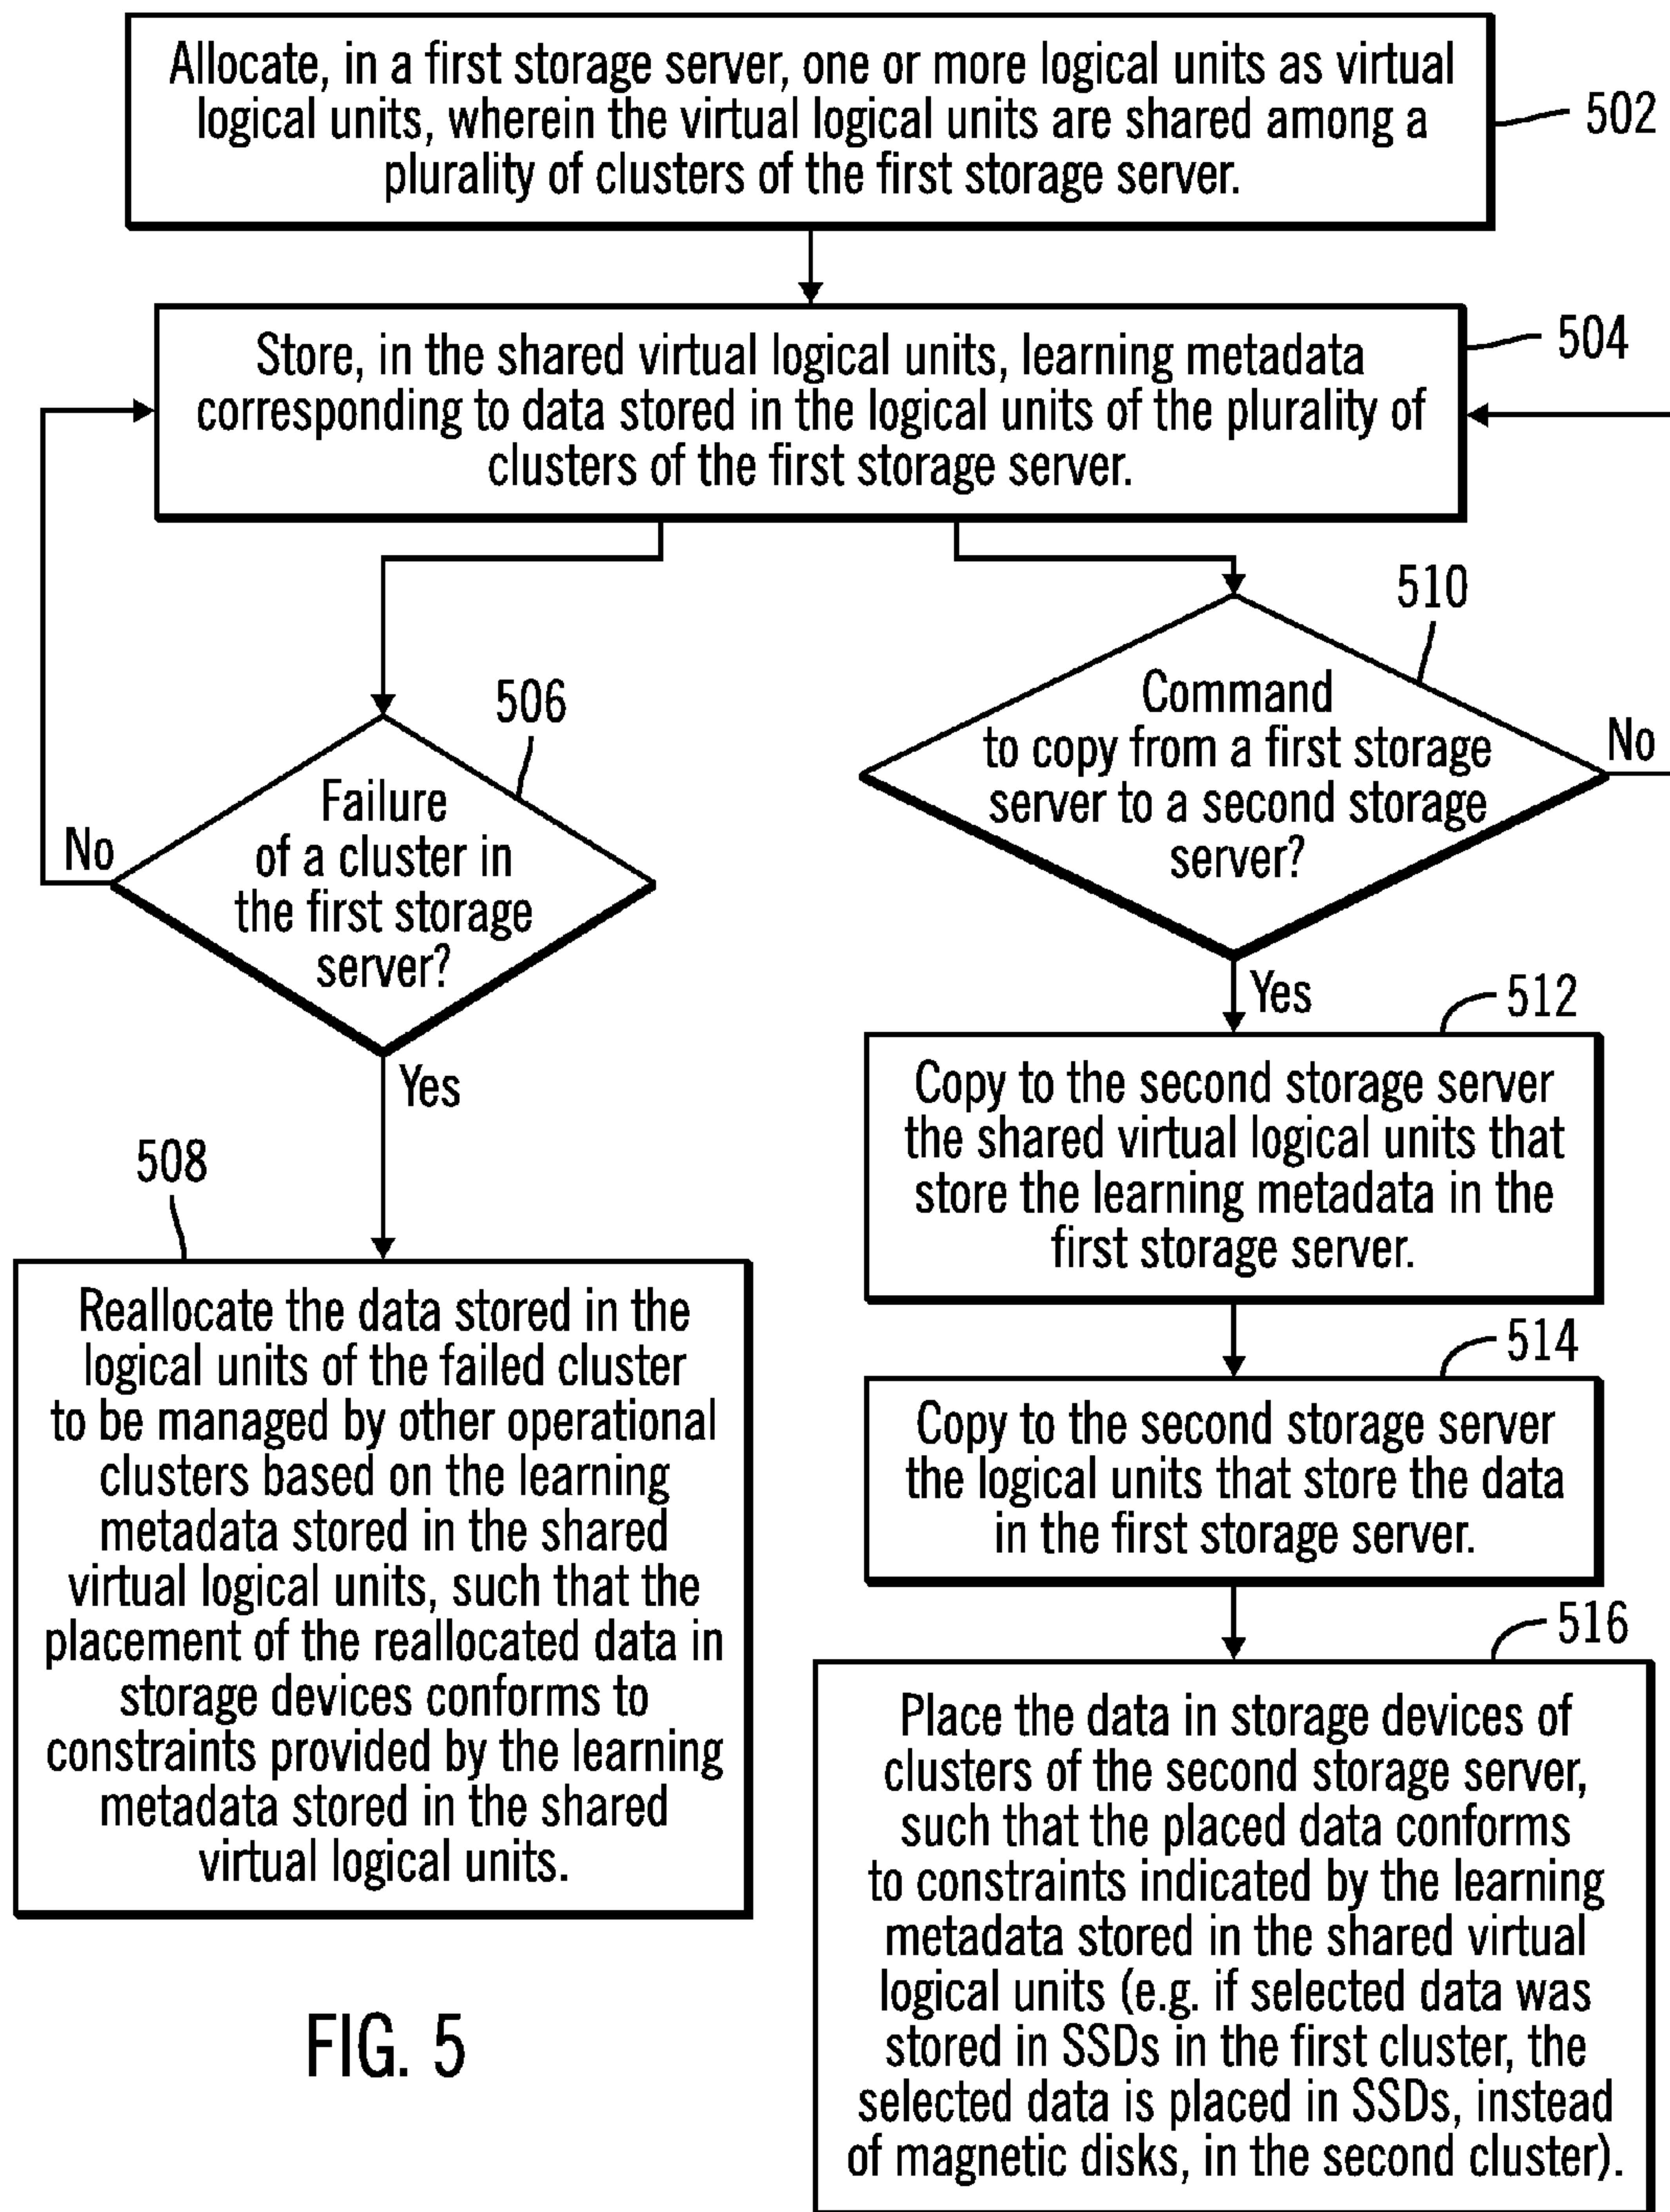 Allocate, in a first storage server, one or more logical units as virtual
logical units, wherein the virtual logical units are shared among a
plurality of clusters of the first storage server.
502
Store, in the shared virtual logical units, learning metadata
corresponding to data stored in the logical units of the plurality of
clusters of the first storage server.
504
506
Failure
of a cluster in
the first storage
server?
No
Yes
508
Reallocate the data stored in the
logical units of the failed cluster
to be managed by other operational
clusters based on the learning
metadata stored in the shared
virtual logical units, such that the
placement of the reallocated data in
storage devices conforms to
constraints provided by the learning
metadata stored in the shared
virtual logical units.
510
Command
to copy from a first storage
server to a second storage
server?
No
Yes
512
Copy to the second storage server
the shared virtual logical units that
store the learning metadata in the
first storage server.
514
Copy to the second storage server
the logical units that store the data
in the first storage server.
516
Place the data in storage devices of
clusters of the second storage server,
such that the placed data conforms
to constraints indicated by the learning
metadata stored in the shared virtual
logical units (e.g. if selected data was
stored in SSDs in the first cluster, the
selected data is placed in SSDs, instead
of magnetic disks, in the second cluster).
FIG. 5